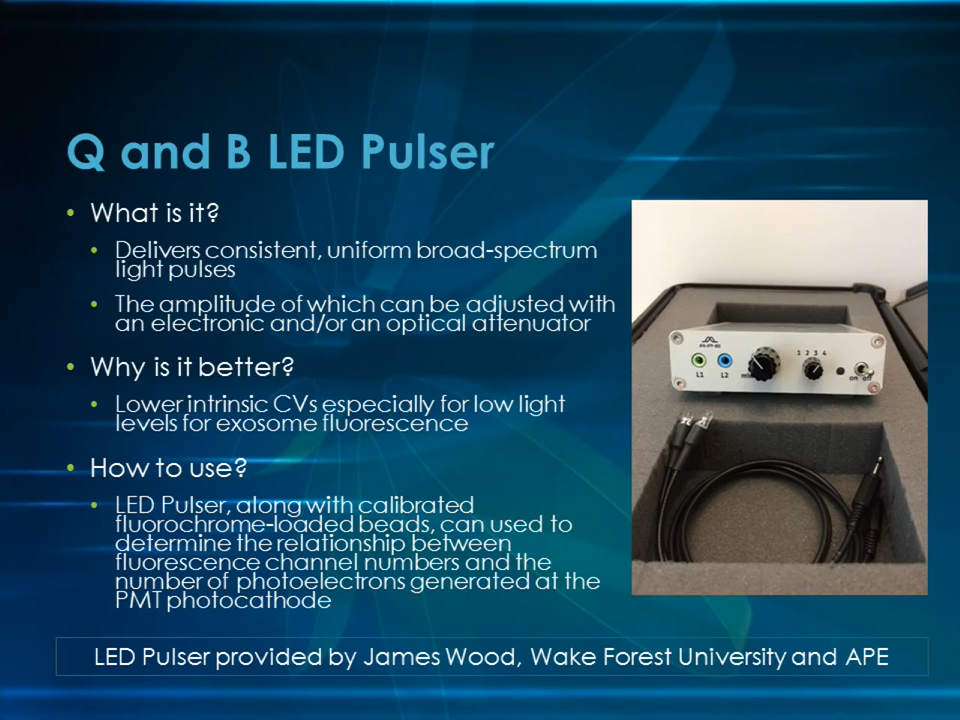 Q and B LED Pulser
• What is it?
• Delivers consistent, uniform broad-spectrum
light pulses
• The amplitude of which can be adjusted with
an electronic and/or an optical attenuator
• Why is it better?
• Lower intrinsic CVs especially for low light
levels for exosome fluorescence
• How to use?
• LED Pulser, along with calibrated
fluorochrome-loaded beads, can used to
determine the relationship between
fluorescence channel numbers and the
number of photoelectrons generated at the
PMT photocathode
1 2 3 4
L1 L2 on off
LED Pulser provided by James Wood, Wake Forest University and APE